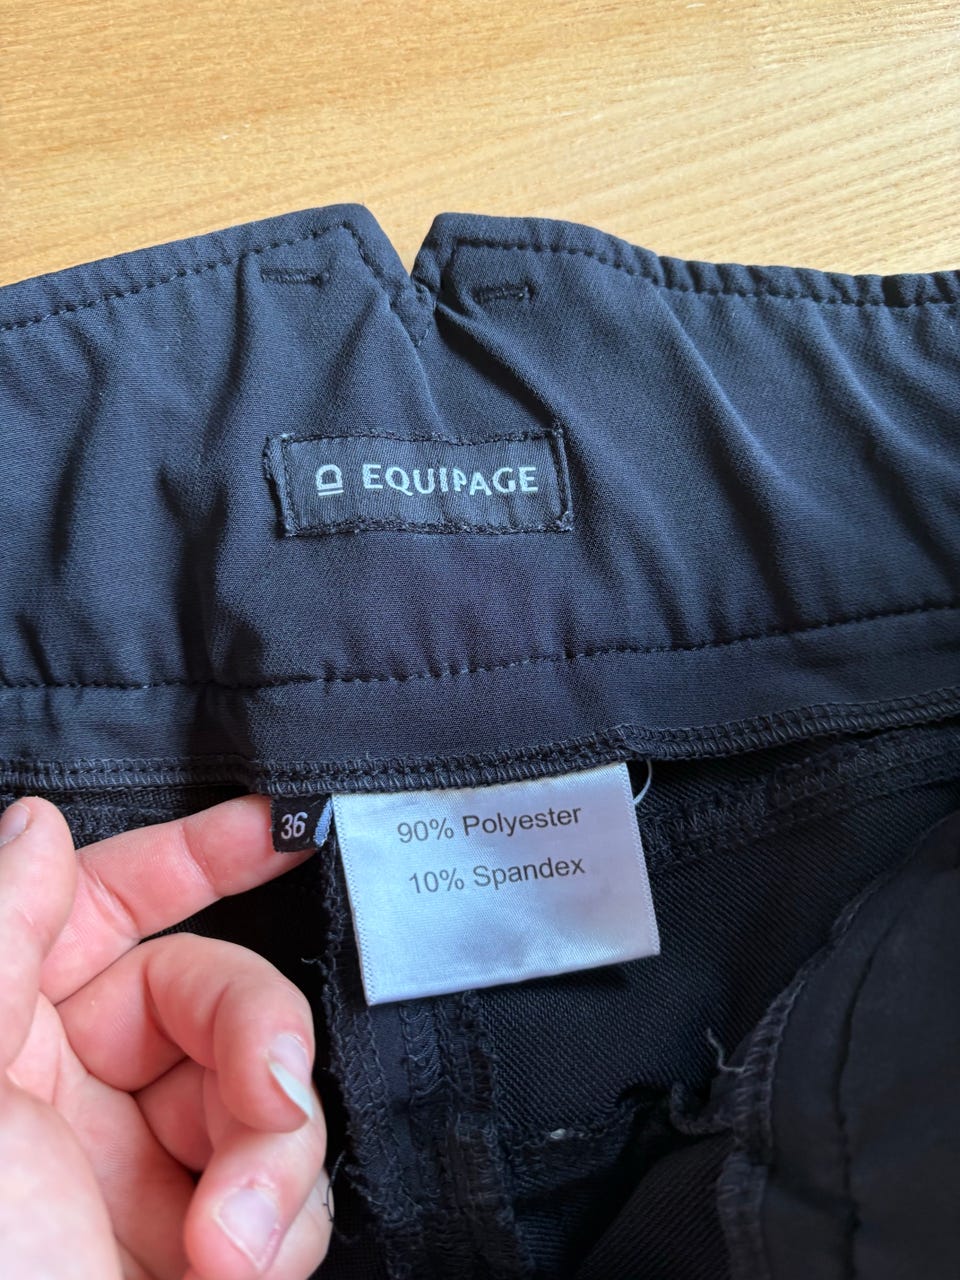 EQUIPAGE
36
90% Polyester
10% Spandex